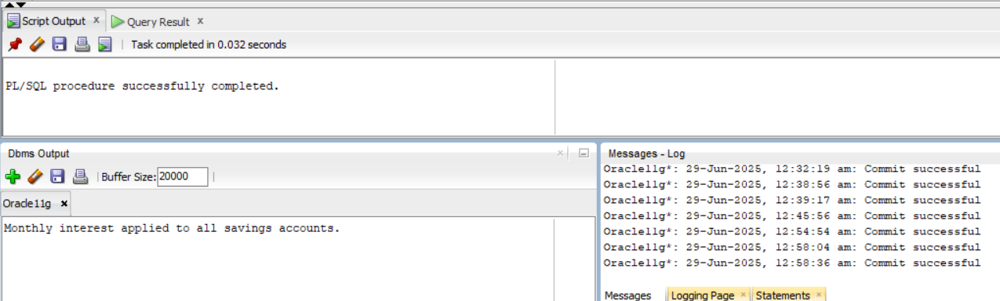 Script Output x Query Result x
Task completed in 0.032 seconds
PL/SQL procedure successfully completed.
Dbms Output
Buffer Size: 20000
Oracle11g x
Monthly interest applied to all savings accounts.
Messages - Log
Oracle11g*: 29-Jun-2025, 12:32:19 am: Commit successful
Oracle11g*: 29-Jun-2025, 12:38:56 am: Commit successful
Oracle11g*: 29-Jun-2025, 12:39:17 am: Commit successful
Oracle11g*: 29-Jun-2025, 12:45:56 am: Commit successful
Oracle11g*: 29-Jun-2025, 12:54:54 am: Commit successful
Oracle11g*: 29-Jun-2025, 12:58:04 am: Commit successful
Oracle11g*: 29-Jun-2025, 12:58:36 am: Commit successful
Messages Logging Page x Statements x